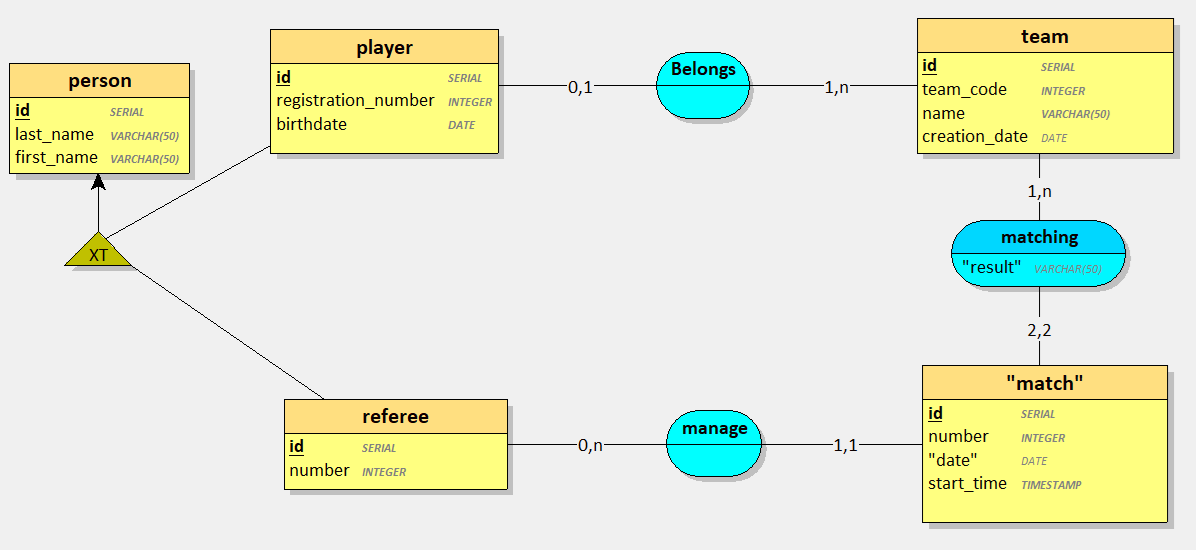 person
id SERIAL
last_name VARCHAR(50)
first_name VARCHAR(50)
XT
player
id SERIAL
registration_number INTEGER
birthdate DATE
0,1
Belongs
1,n
team
id SERIAL
team_code INTEGER
name VARCHAR(50)
creation_date DATE
1,n
matching
"result" VARCHAR(50)
2,2
referee
id SERIAL
number INTEGER
0,n
manage
1,1
"match"
id SERIAL
number INTEGER
"date" DATE
start_time TIMESTAMP